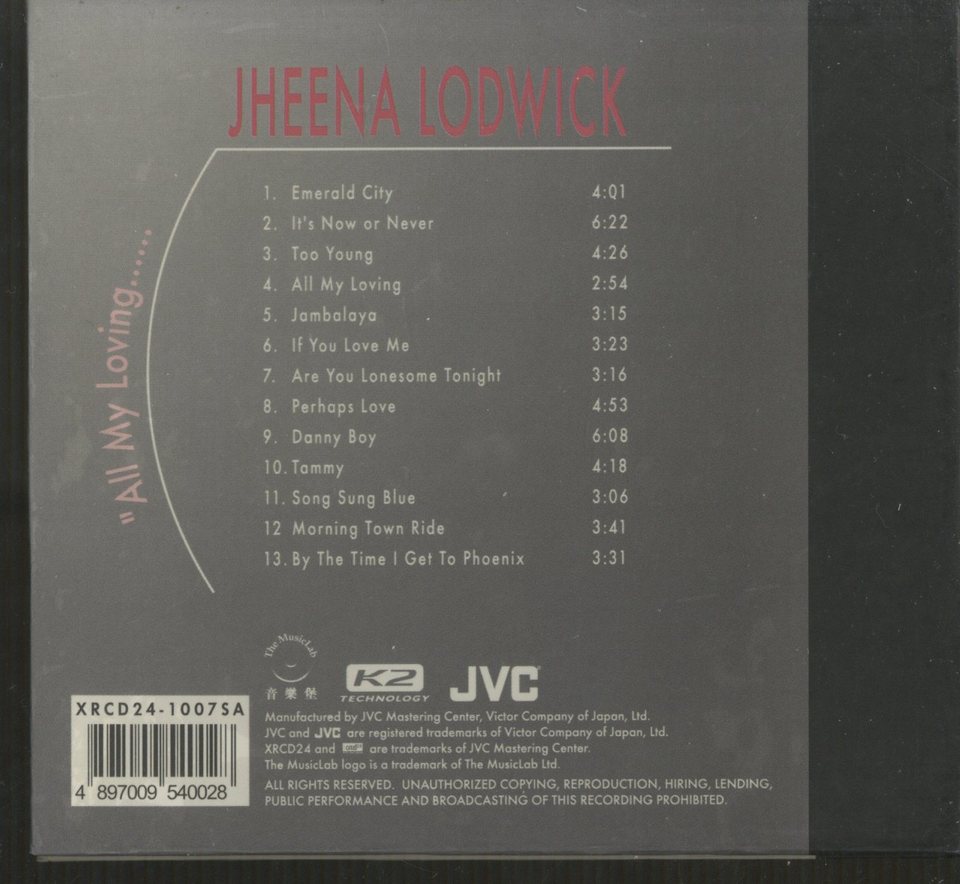 JHEENA LODWICK
"All My Loving......
1. Emerald City 4:01
2. It's Now or Never 6:22
3. Too Young 4:26
4. All My Loving 2:54
5. Jambalaya 3:15
6. If You Love Me 3:23
7. Are You Lonesome Tonight 3:16
8. Perhaps Love 4:53
9. Danny Boy 6:08
10. Tammy 4:18
11. Song Sung Blue 3:06
12 Morning Town Ride 3:41
13. By The Time I Get To Phoenix 3:31
The MusicLab
音樂堡
K2
TECHNOLOGY
JVC
XRCD24-1007SA
4 897009 540028
Manufactured by JVC Mastering Center, Victor Company of Japan, Ltd.
JVC and JVC are registered trademarks of Victor Company of Japan, Ltd.
XRCD24 and are trademarks of JVC Mastering Center.
The MusicLab logo is a trademark of The MusicLab Ltd.
ALL RIGHTS RESERVED. UNAUTHORIZED COPYING, REPRODUCTION, HIRING, LENDING,
PUBLIC PERFORMANCE AND BROADCASTING OF THIS RECORDING PROHIBITED.